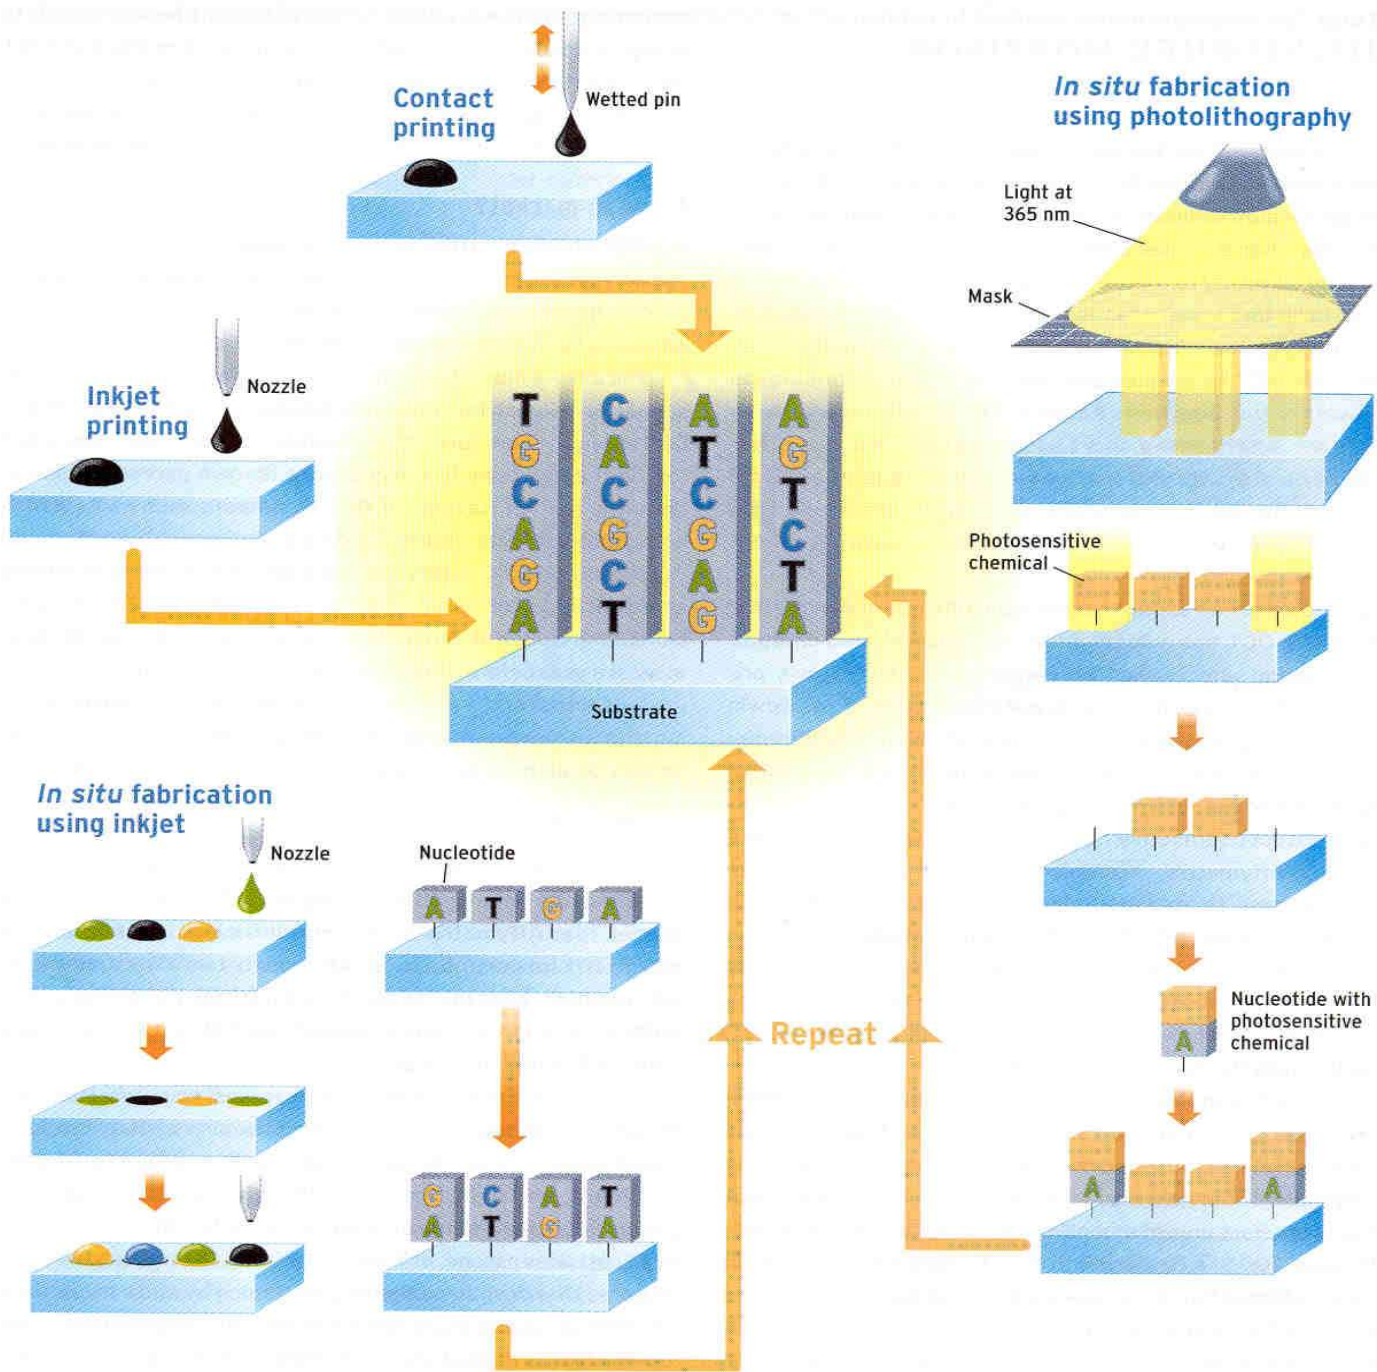 Contact
printing
Wetted pin
In situ fabrication
using photolithography
Light at
365 nm
Mask
Inkjet
printing
Nozzle
T C A A
G A T G
C C C T
A G G C
G C A T
A T G A
Substrate
Photosensitive
chemical
In situ fabrication
using inkjet
Nozzle
Nucleotide
A T G A
Repeat
Nucleotide with
photosensitive
chemical
A
G C A T
A T G A
A A